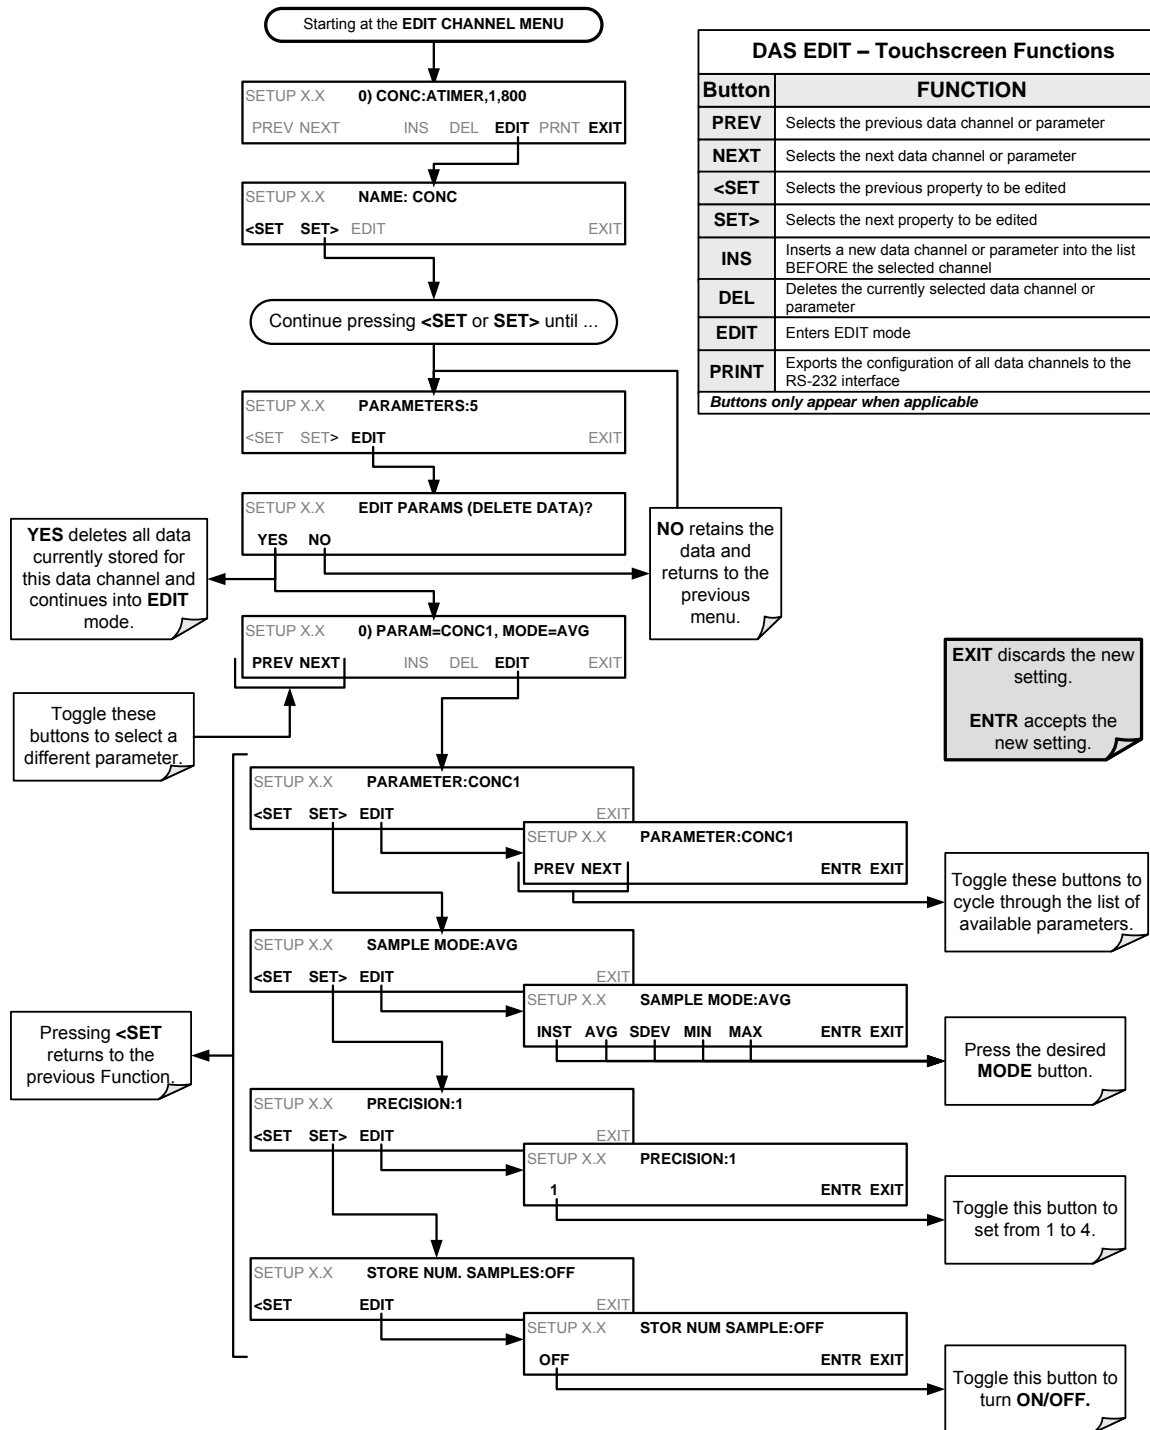 Starting at the EDIT CHANNEL MENU
SETUP X.X 0) CONC:ATIMER,1,800
PREV NEXT INS DEL EDIT PRNT EXIT
SETUP X.X NAME: CONC
<SET SET> EDIT EXIT
Continue pressing <SET or SET> until ...
SETUP X.X PARAMETERS:5
<SET SET> EDIT EXIT
SETUP X.X EDIT PARAMS (DELETE DATA)?
YES NO
YES deletes all data
currently stored for
this data channel and
continues into EDIT
mode.
NO retains the
data and
returns to the
previous
menu.
SETUP X.X 0) PARAM=CONC1, MODE=AVG
PREV NEXT INS DEL EDIT EXIT
Toggle these
buttons to select a
different parameter.
DAS EDIT – Touchscreen Functions
Button FUNCTION
PREV Selects the previous data channel or parameter
NEXT Selects the next data channel or parameter
<SET Selects the previous property to be edited
SET> Selects the next property to be edited
INS Inserts a new data channel or parameter into the list
BEFORE the selected channel
DEL Deletes the currently selected data channel or
parameter
EDIT Enters EDIT mode
PRINT Exports the configuration of all data channels to the
RS-232 interface
Buttons only appear when applicable
EXIT discards the new
setting.
ENTR accepts the
new setting.
SETUP X.X PARAMETER:CONC1
<SET SET> EDIT EXIT
SETUP X.X PARAMETER:CONC1
PREV NEXT ENTR EXIT
Toggle these buttons to
cycle through the list of
available parameters.
SETUP X.X SAMPLE MODE:AVG
<SET SET> EDIT EXIT
SETUP X.X SAMPLE MODE:AVG
INST AVG SDEV MIN MAX ENTR EXIT
Press the desired
MODE button.
Pressing <SET
returns to the
previous Function.
SETUP X.X PRECISION:1
<SET SET> EDIT EXIT
SETUP X.X PRECISION:1
1 ENTR EXIT
Toggle this button to
set from 1 to 4.
SETUP X.X STORE NUM. SAMPLES:OFF
<SET EDIT EXIT
SETUP X.X STOR NUM SAMPLE:OFF
OFF ENTR EXIT
Toggle this button to
turn ON/OFF.